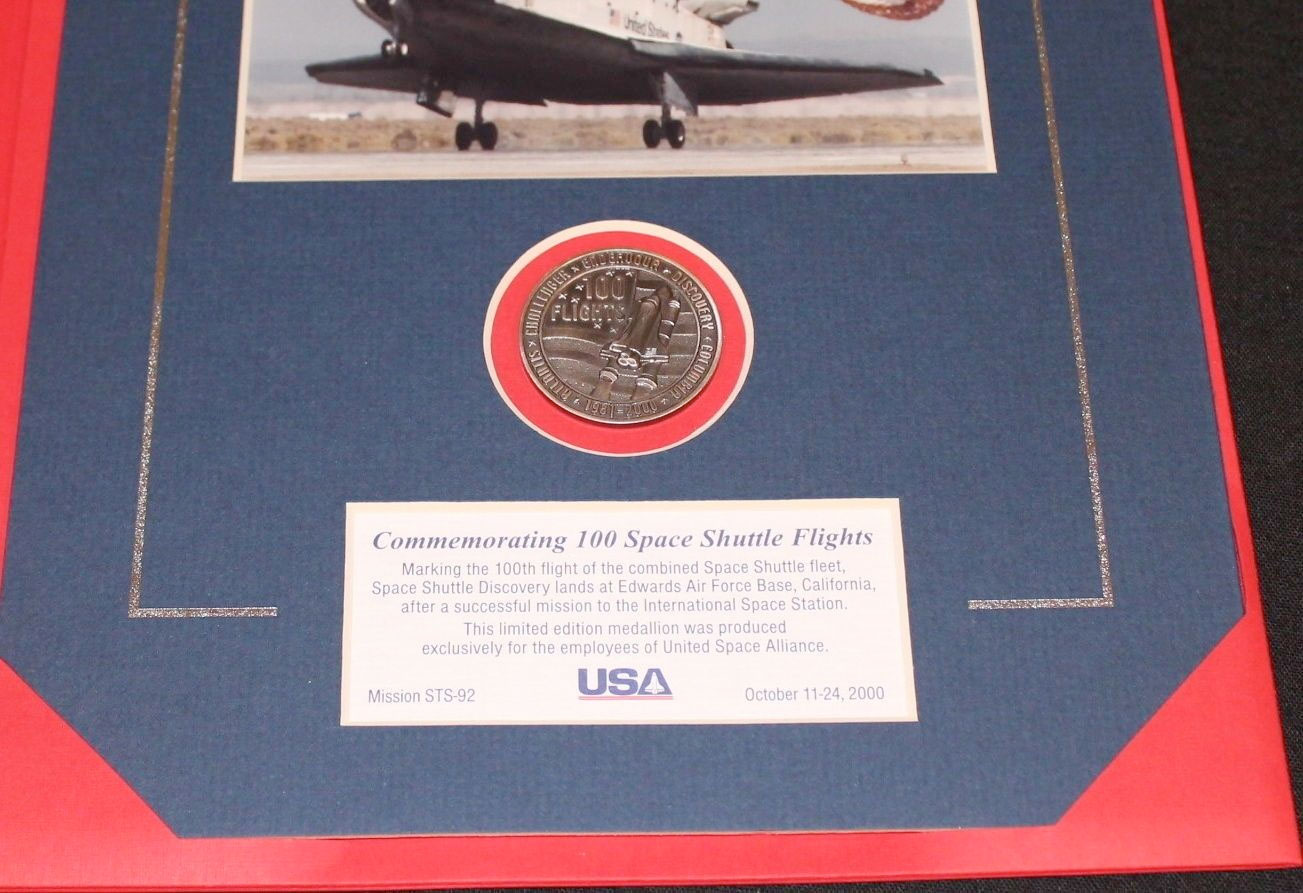 United States
CHALLENGER ★ ENDEAVOUR ★ DISCOVERY ★ COLUMBIA ★ 1981-2001 ★ ATLANTIS ★
100
FLIGHTS
Commemorating 100 Space Shuttle Flights
Marking the 100th flight of the combined Space Shuttle fleet,
Space Shuttle Discovery lands at Edwards Air Force Base, California,
after a successful mission to the International Space Station.
This limited edition medallion was produced
exclusively for the employees of United Space Alliance.
USA
Mission STS-92
October 11-24, 2000